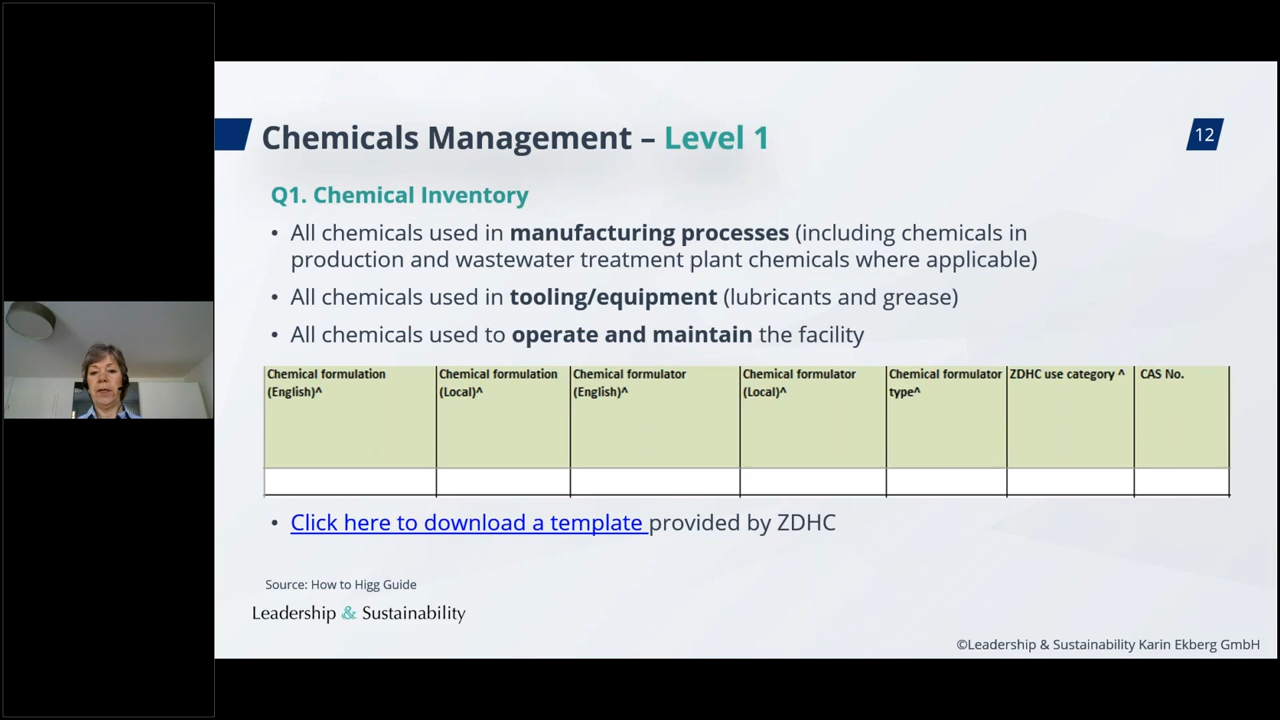 Chemicals Management – Level 1
12
Q1. Chemical Inventory
• All chemicals used in manufacturing processes (including chemicals in
production and wastewater treatment plant chemicals where applicable)
• All chemicals used in tooling/equipment (lubricants and grease)
• All chemicals used to operate and maintain the facility
Chemical formulation (English)^
Chemical formulation (Local)^
Chemical formulator (English)^
Chemical formulator (Local)^
Chemical formulator type^
ZDHC use category ^
CAS No.
• Click here to download a template provided by ZDHC
Source: How to Higg Guide
Leadership & Sustainability
©Leadership & Sustainability Karin Ekberg GmbH